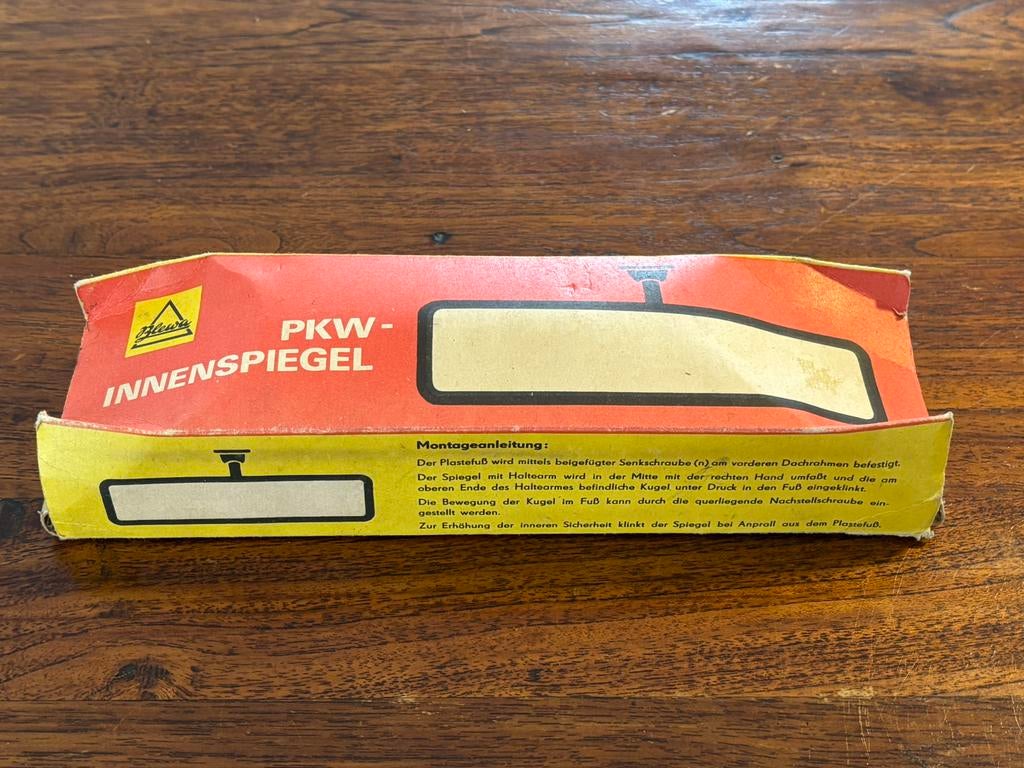 Blewa
PKW-
INNENSPIEGEL
Montageanleitung:
Der Plastefuß wird mittels beigefügter Senkschraube (n) am vorderen Dachrahmen befestigt.
Der Spiegel mit Haltearm wird in der Mitte mit der rechten Hand umfaßt und die am
oberen Ende des Haltearmes befindliche Kugel unter Druck in den Fuß eingeklinkt.
Die Bewegung der Kugel im Fuß kann durch die querliegende Nachstellschraube ein-
gestellt werden.
Zur Erhöhung der inneren Sicherheit klinkt der Spiegel bei Anprall aus dem Plastefuß.